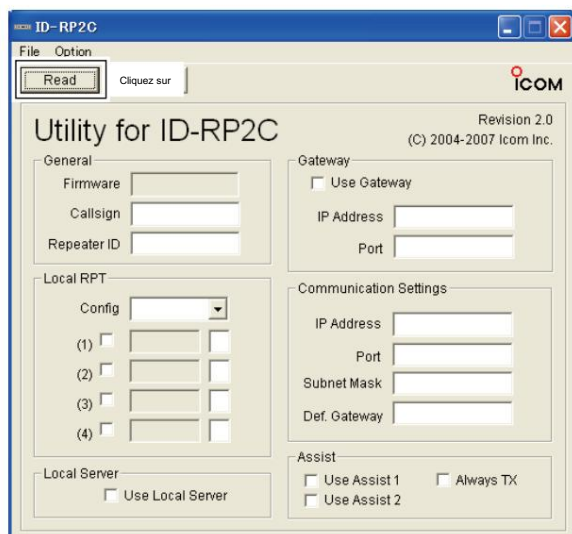 ID-RP2C
File Option
Read Cliquez sur
ICOM
Utility for ID-RP2C
Revision 2.0
(C) 2004-2007 Icom Inc.
General
Firmware
Callsign
Repeater ID
Gateway
Use Gateway
IP Address
Port
Local RPT
Config
(1)
(2)
(3)
(4)
Communication Settings
IP Address
Port
Subnet Mask
Def. Gateway
Local Server
Use Local Server
Assist
Use Assist 1 Always TX
Use Assist 2